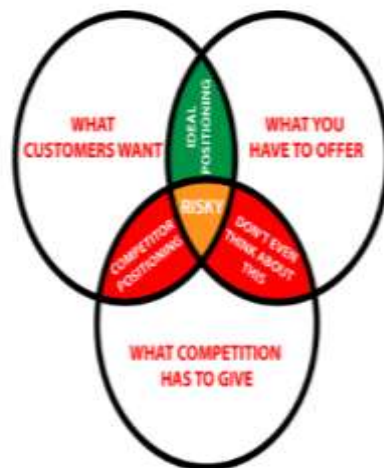 IDEAL
POSITIONING
WHAT
CUSTOMERS WANT
WHAT YOU
HAVE TO OFFER
RISKY
COMPETITOR
POSITIONING
DON'T EVEN
THINK ABOUT
THIS
WHAT COMPETITION
HAS TO GIVE